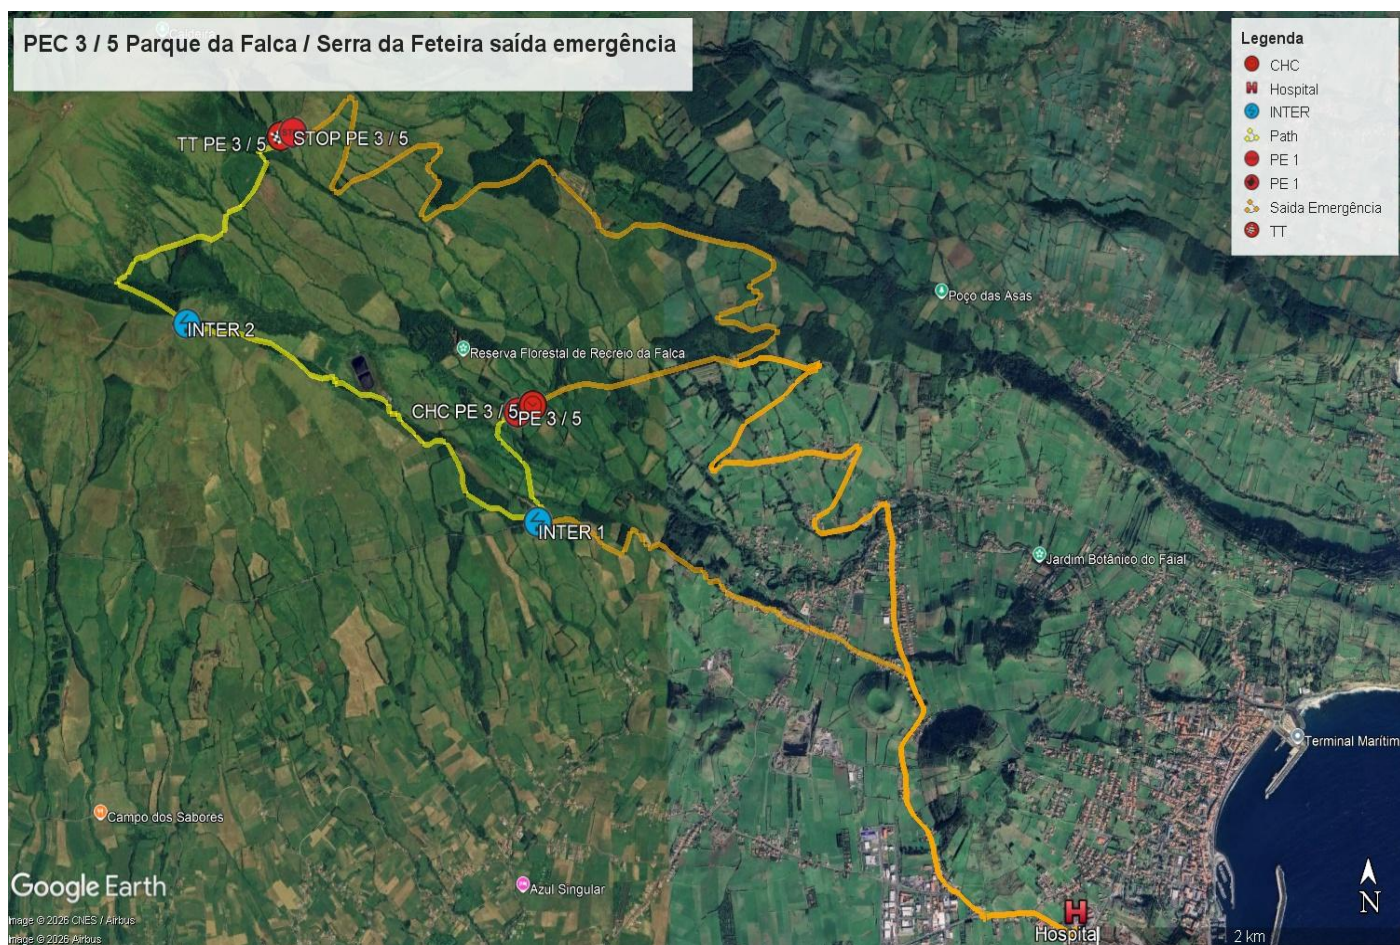 Caldeira
PEC 3 / 5 Parque da Falca / Serra da Feteira saída emergência
Legenda
CHC
Hospital
INTER
Path
PE 1
PE 1
Saida Emergência
TT
TT PE 3 / 5
STOP PE 3 / 5
Poço das Asas
INTER 2
Reserva Florestal de Recreio da Falca
CHC PE 3 / 5
PE 3 / 5
INTER 1
Jardim Botânico do Faial
Terminal Marítim
Campo dos Sabores
Azul Singular
Google Earth
Image © 2026 CNES / Airbus
Image © 2026 Airbus
H
Hospital
N
2 km